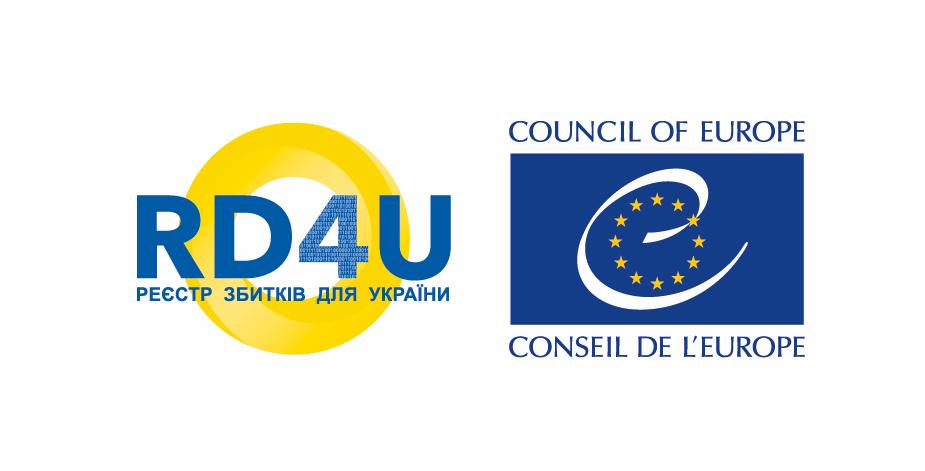 RD4U
РЕЄСТР ЗБИТКІВ ДЛЯ УКРАЇНИ
COUNCIL OF EUROPE
CONSEIL DE L'EUROPE